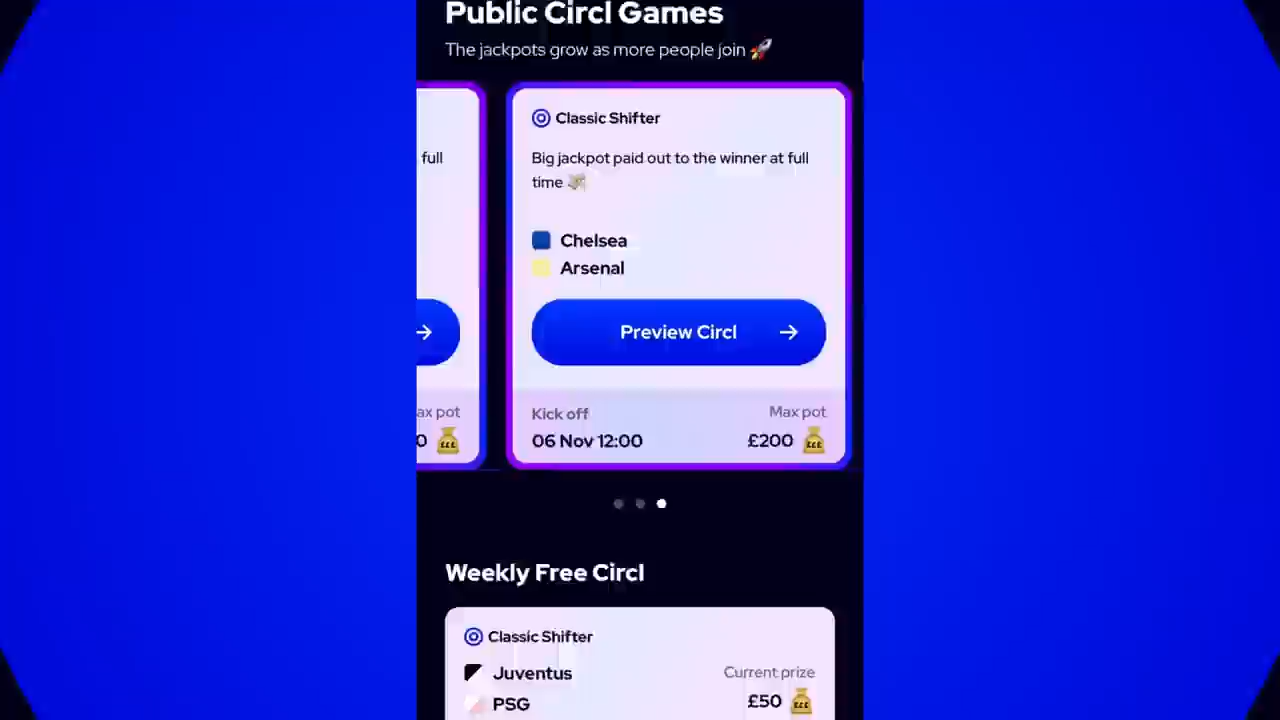 Public Circl Games
The jackpots grow as more people join 🚀
full
Classic Shifter
Big jackpot paid out to the winner at full
time 💸
Chelsea
Arsenal
→
Preview Circl →
ax pot
Kick off
Max pot
0
06 Nov 12:00
£200
Weekly Free Circl
Classic Shifter
Juventus
Current prize
PSG
£50